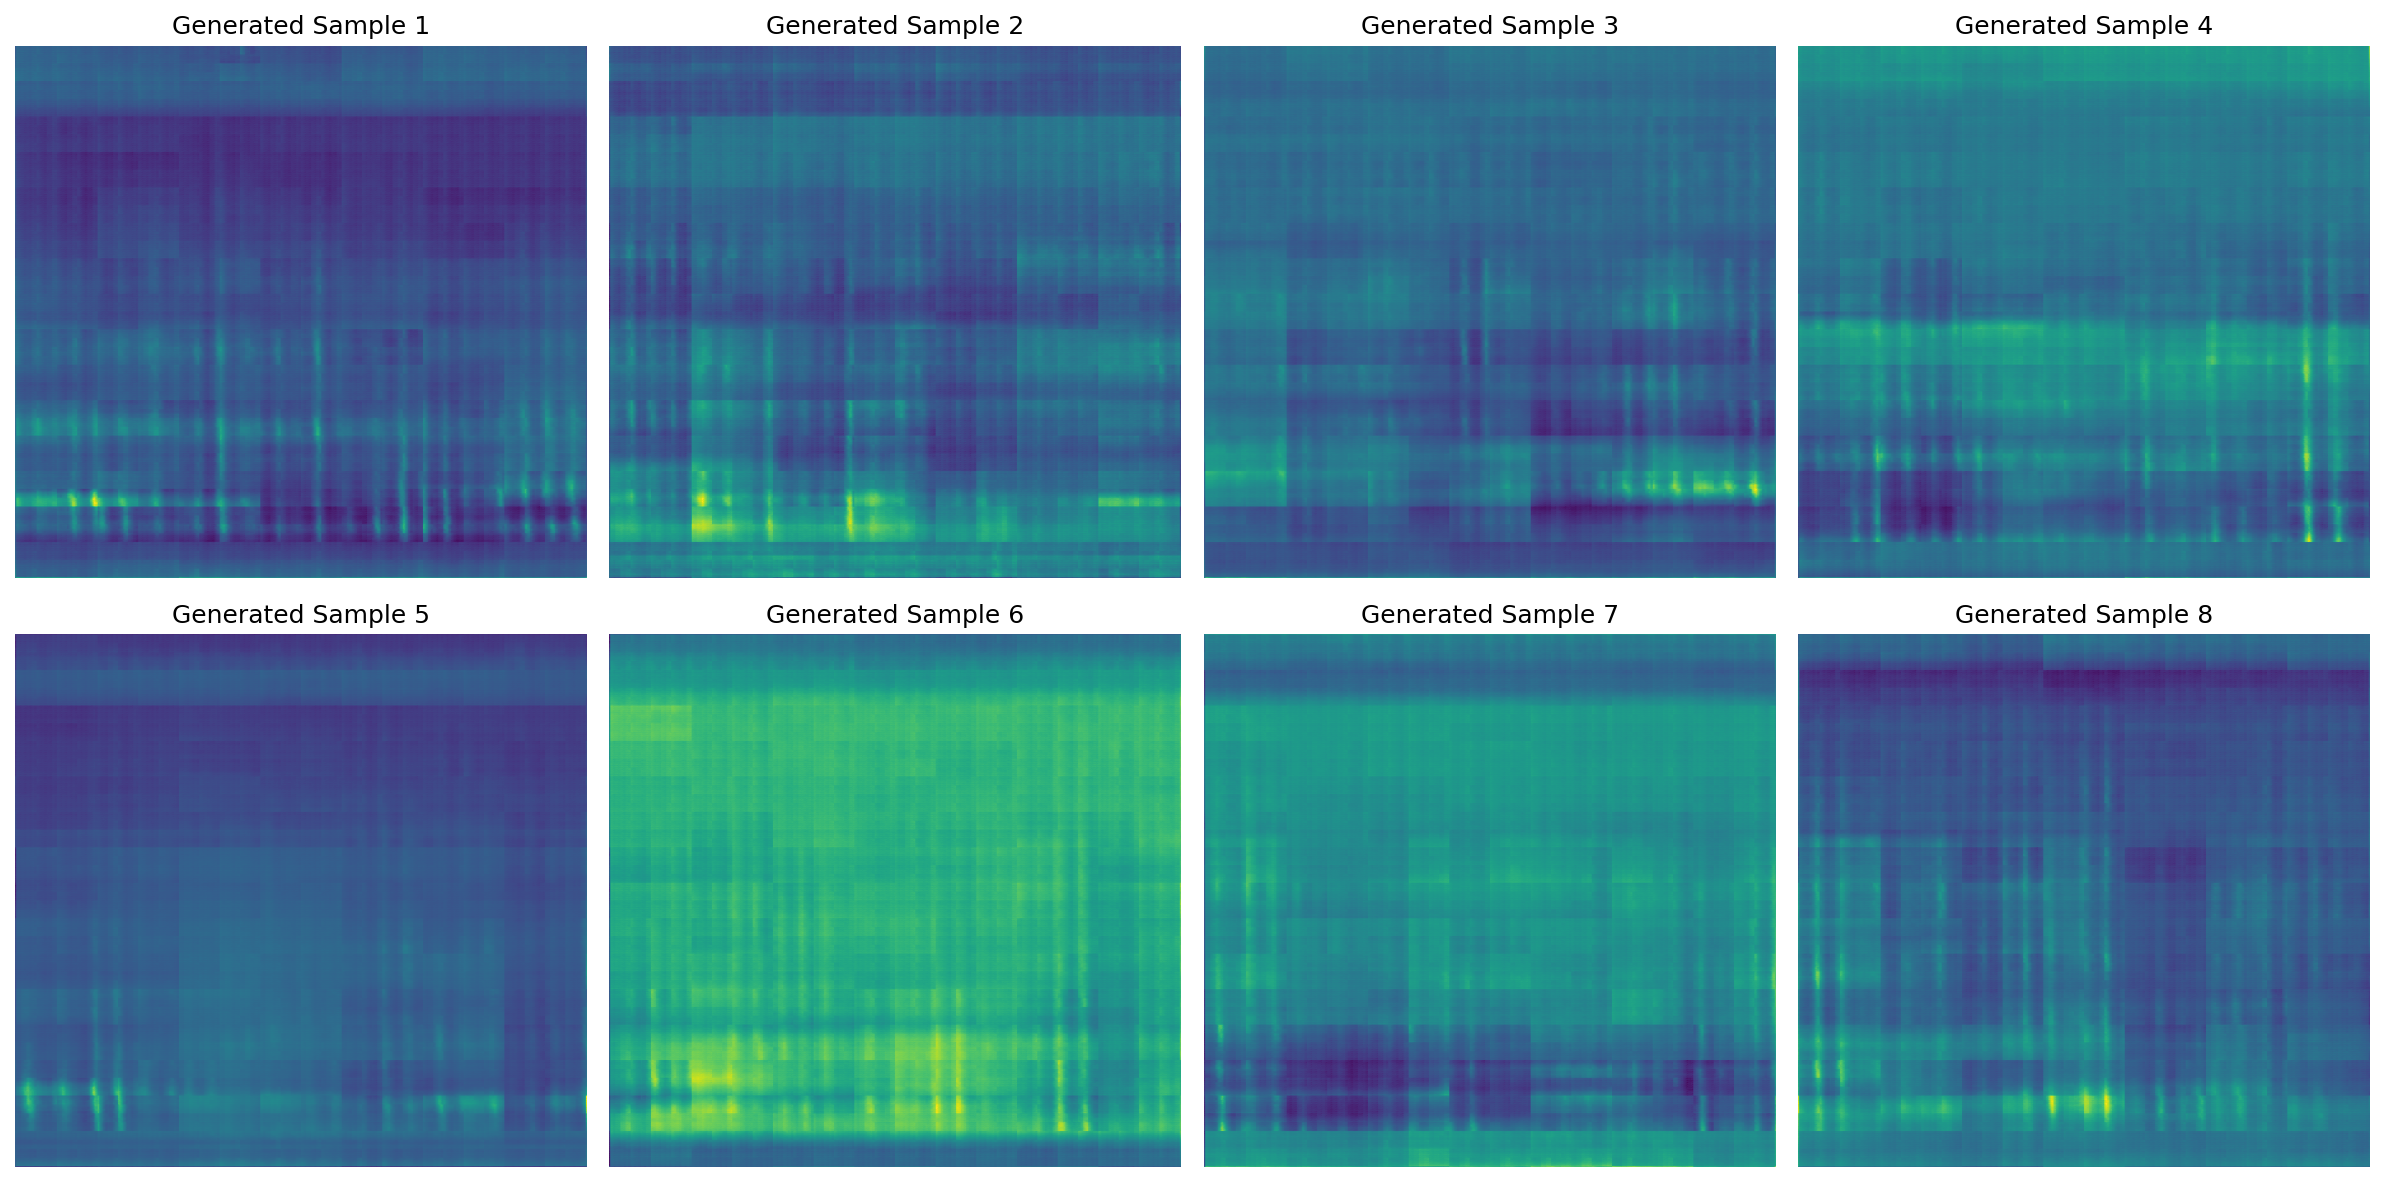 Generated Sample 1
Generated Sample 2
Generated Sample 3
Generated Sample 4
Generated Sample 5
Generated Sample 6
Generated Sample 7
Generated Sample 8